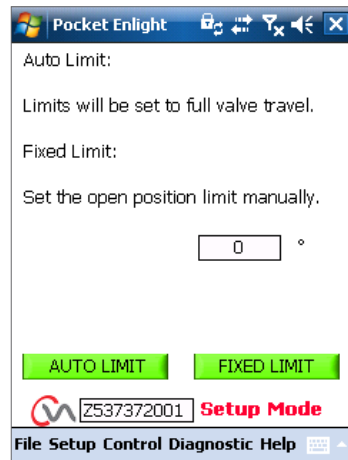 Pocket Enlight
Auto Limit:
Limits will be set to full valve travel.
Fixed Limit:
Set the open position limit manually.
0 °
AUTO LIMIT FIXED LIMIT
Z537372001 Setup Mode
File Setup Control Diagnostic Help